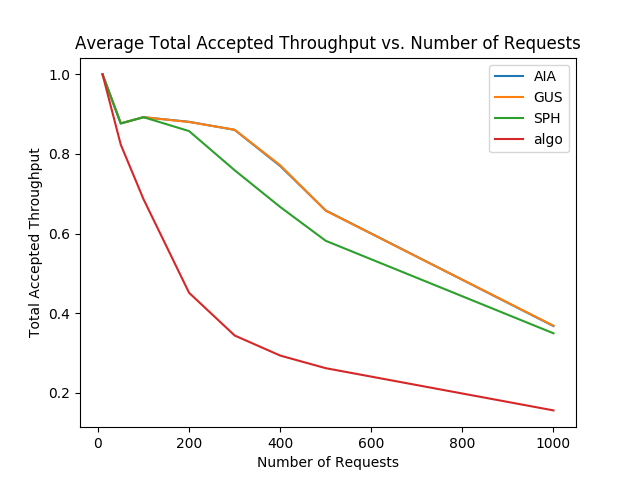 Average Total Accepted Throughput vs. Number of Requests
AIA
GUS
SPH
algo
Total Accepted Throughput
1.0
0.8
0.6
0.4
0.2
0 200 400 600 800 1000
Number of Requests